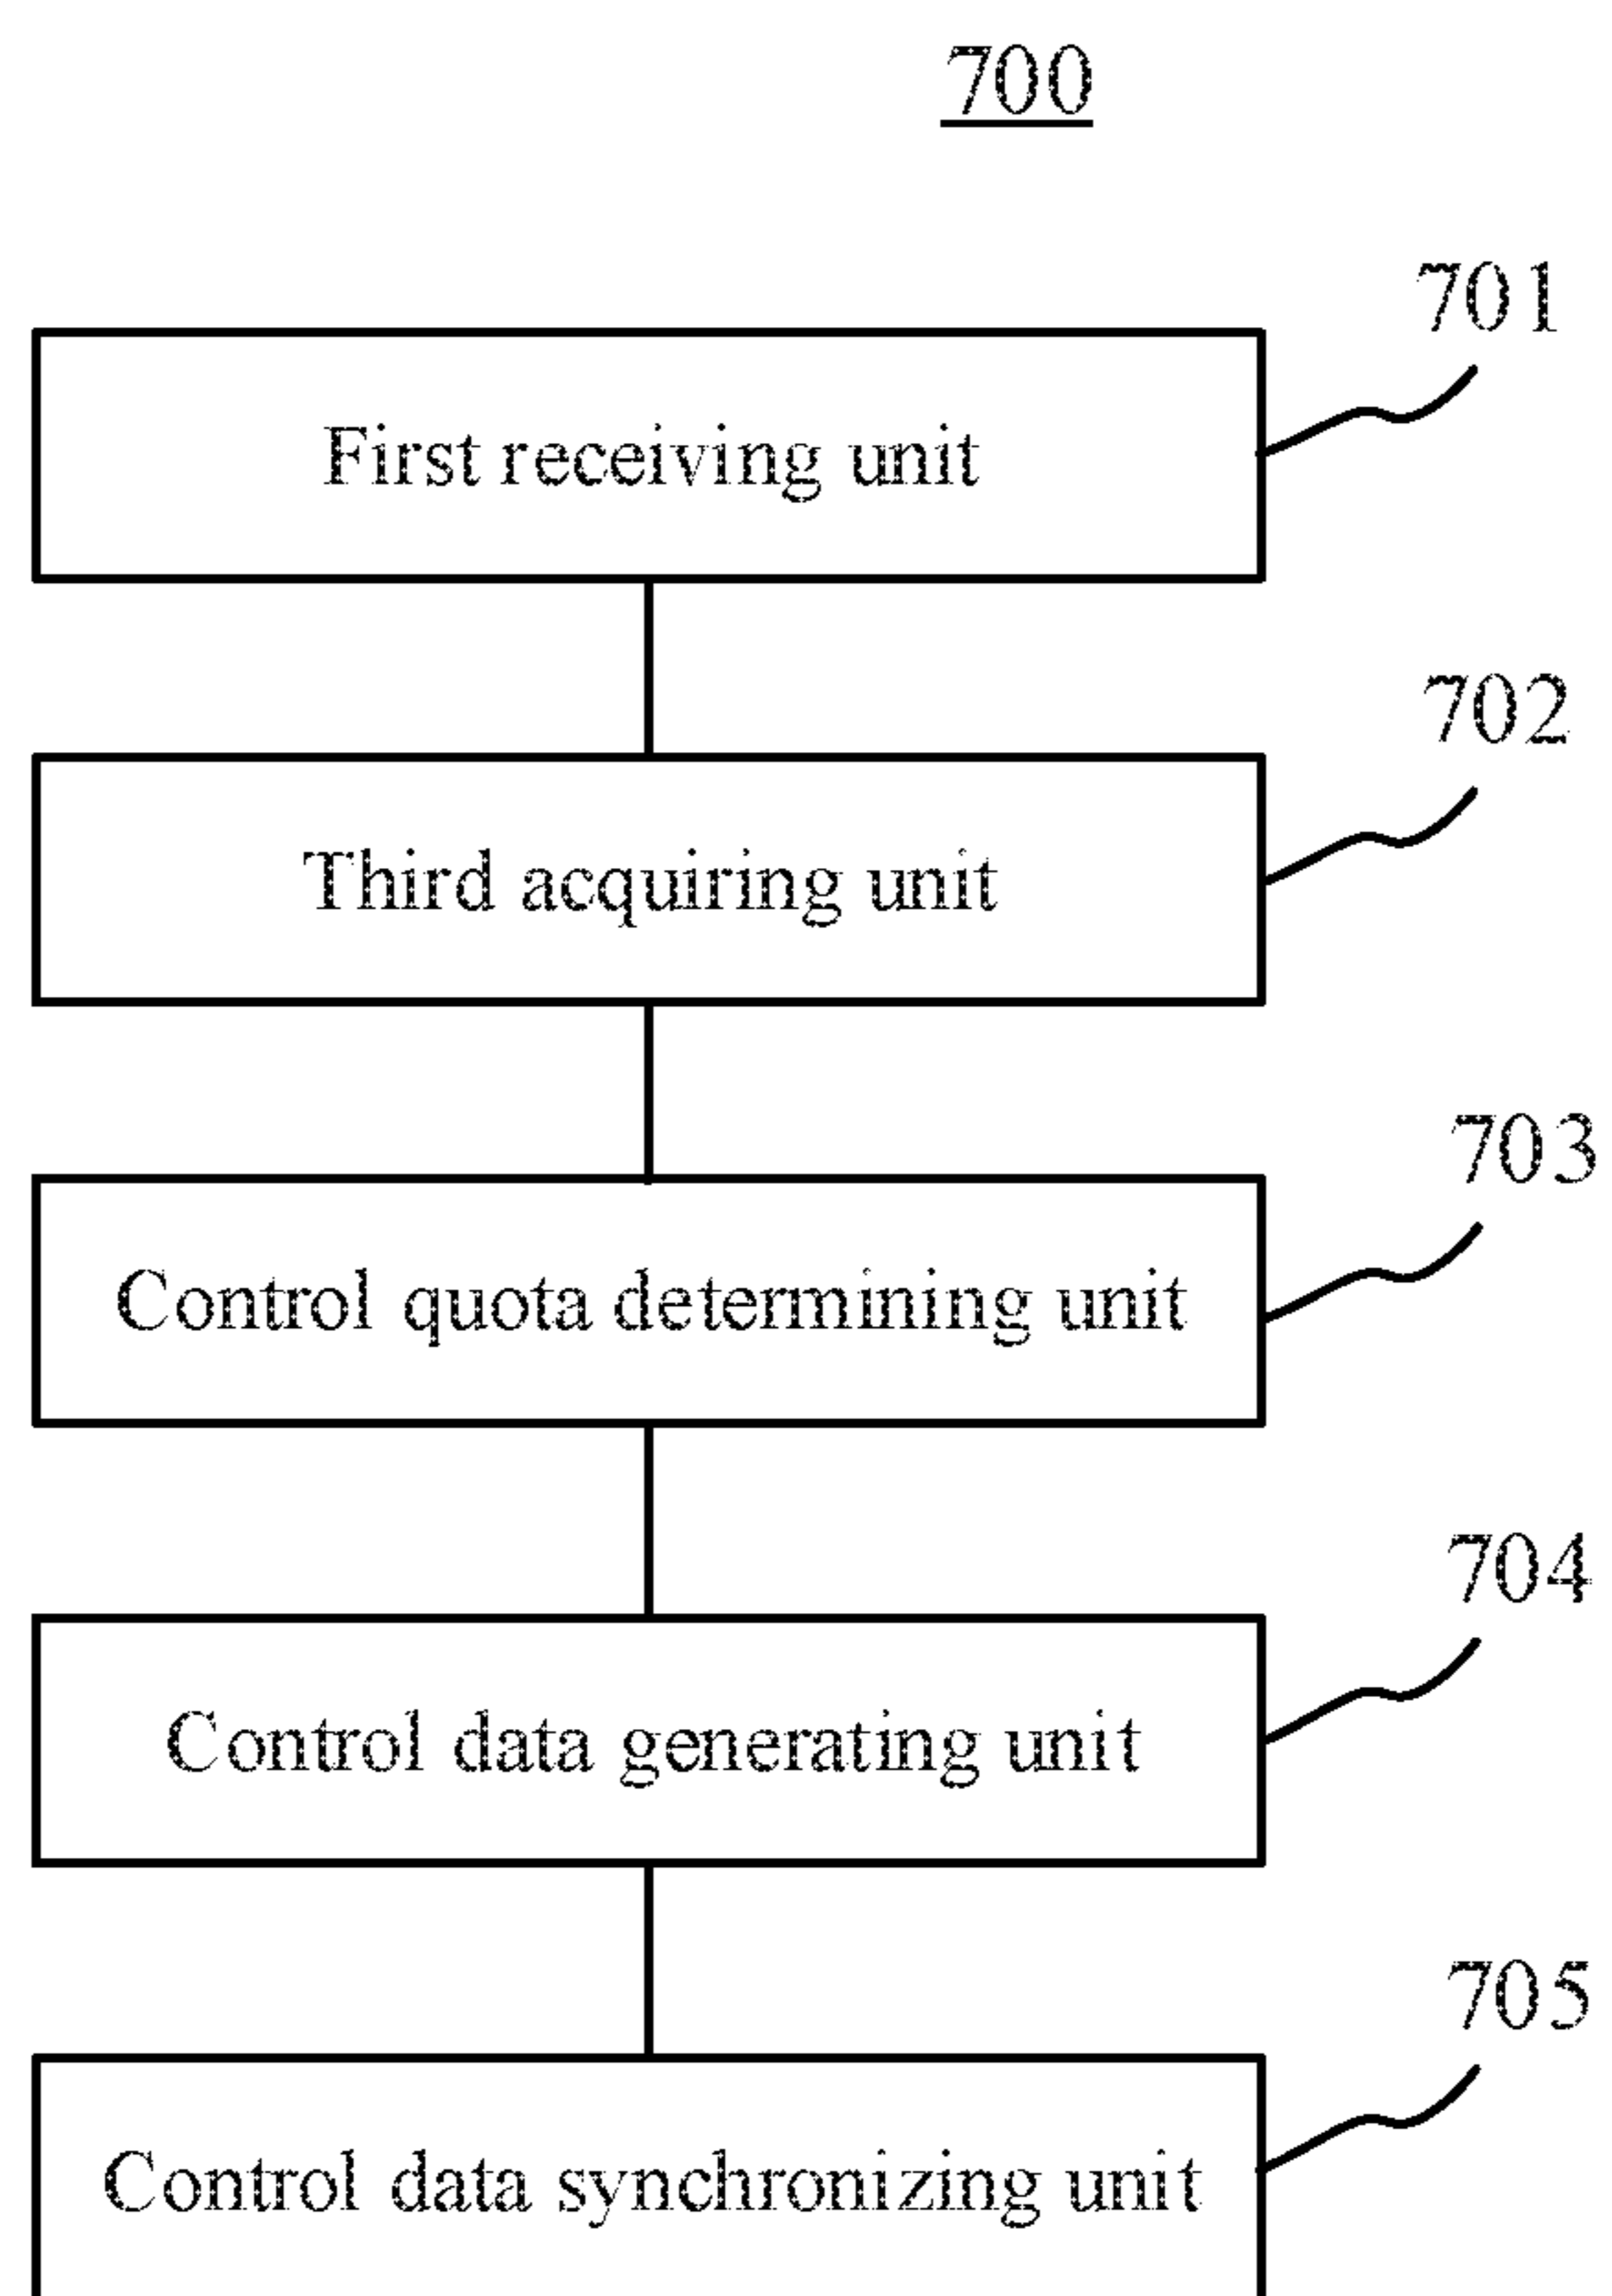 700
701
First receiving unit
702
Third acquiring unit
703
Control quota determining unit
704
Control data generating unit
705
Control data synchronizing unit